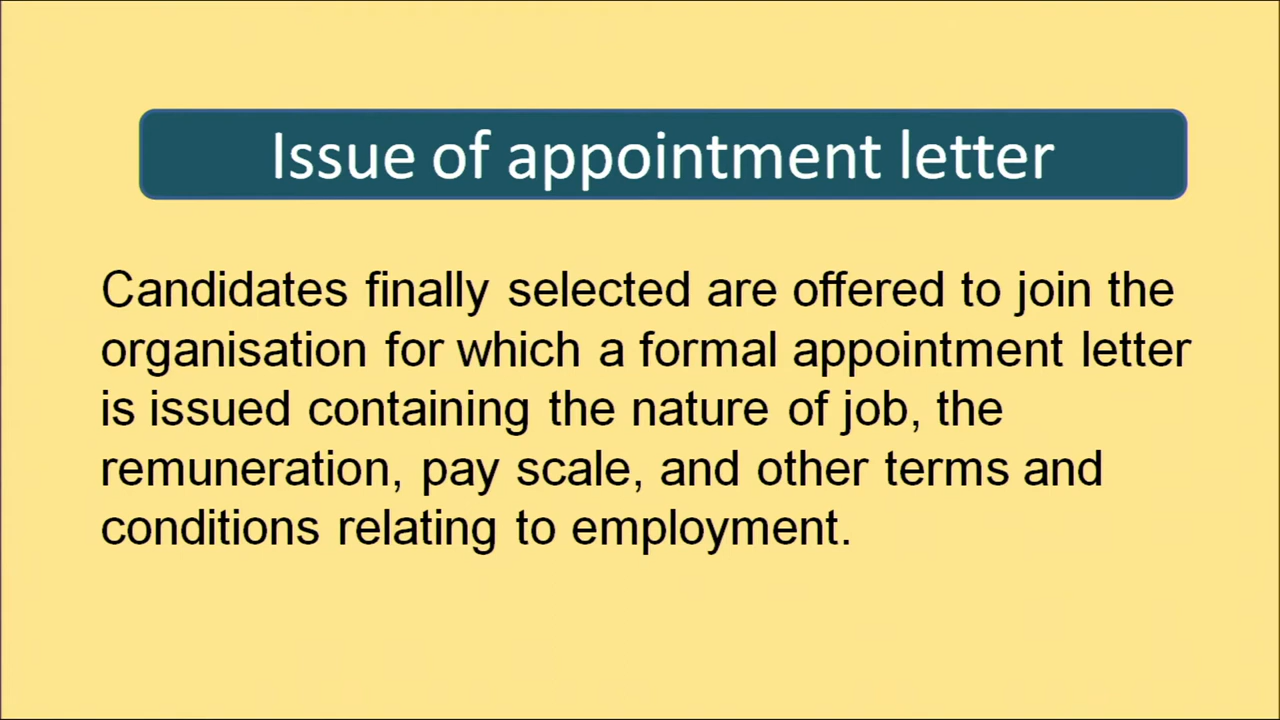 Issue of appointment letter
Candidates finally selected are offered to join the
organisation for which a formal appointment letter
is issued containing the nature of job, the
remuneration, pay scale, and other terms and
conditions relating to employment.